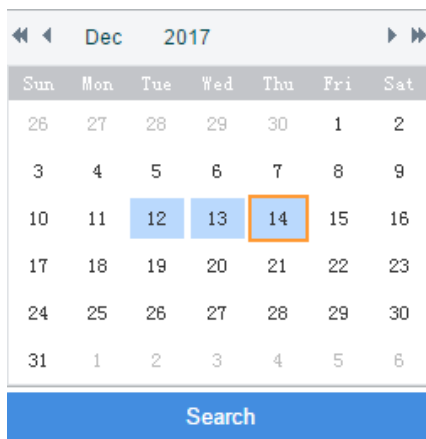 Dec 2017
Sun Mon Tue Wed Thu Fri Sat
26 27 28 29 30 1 2
3 4 5 6 7 8 9
10 11 12 13 14 15 16
17 18 19 20 21 22 23
24 25 26 27 28 29 30
31 1 2 3 4 5 6
Search